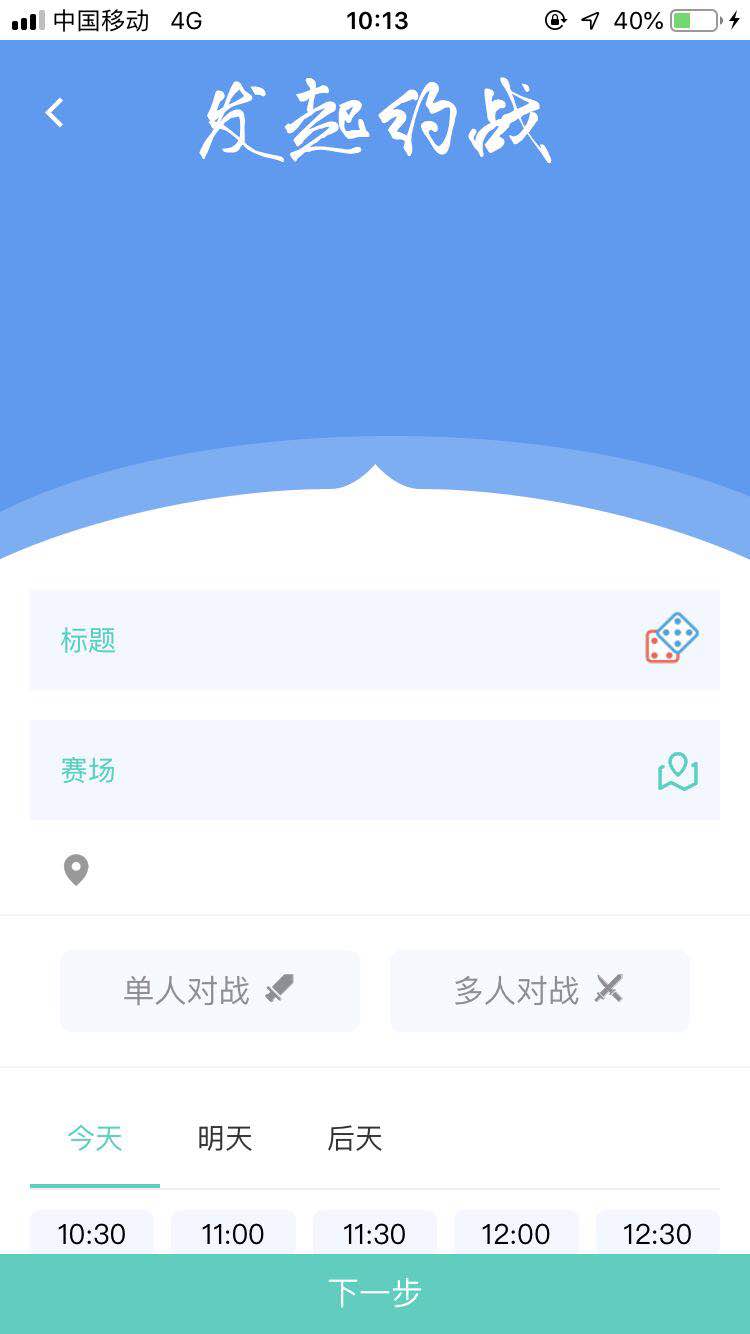 中国移动 4G 10:13 40%
发起约战
标题
赛场
单人对战 多人对战
今天 明天 后天
10:30 11:00 11:30 12:00 12:30
下一步